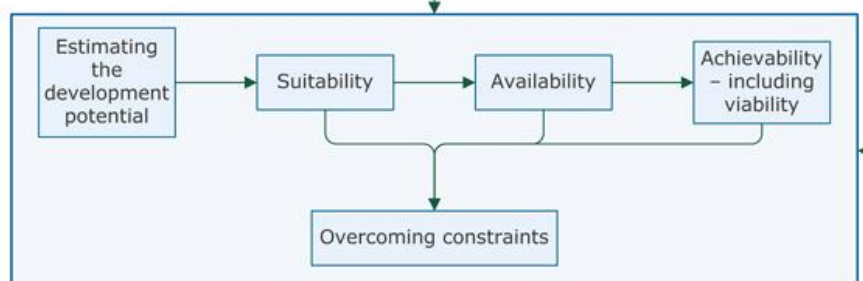 Estimating
the
development
potential
Suitability
Availability
Achievability
– including
viability
Overcoming constraints